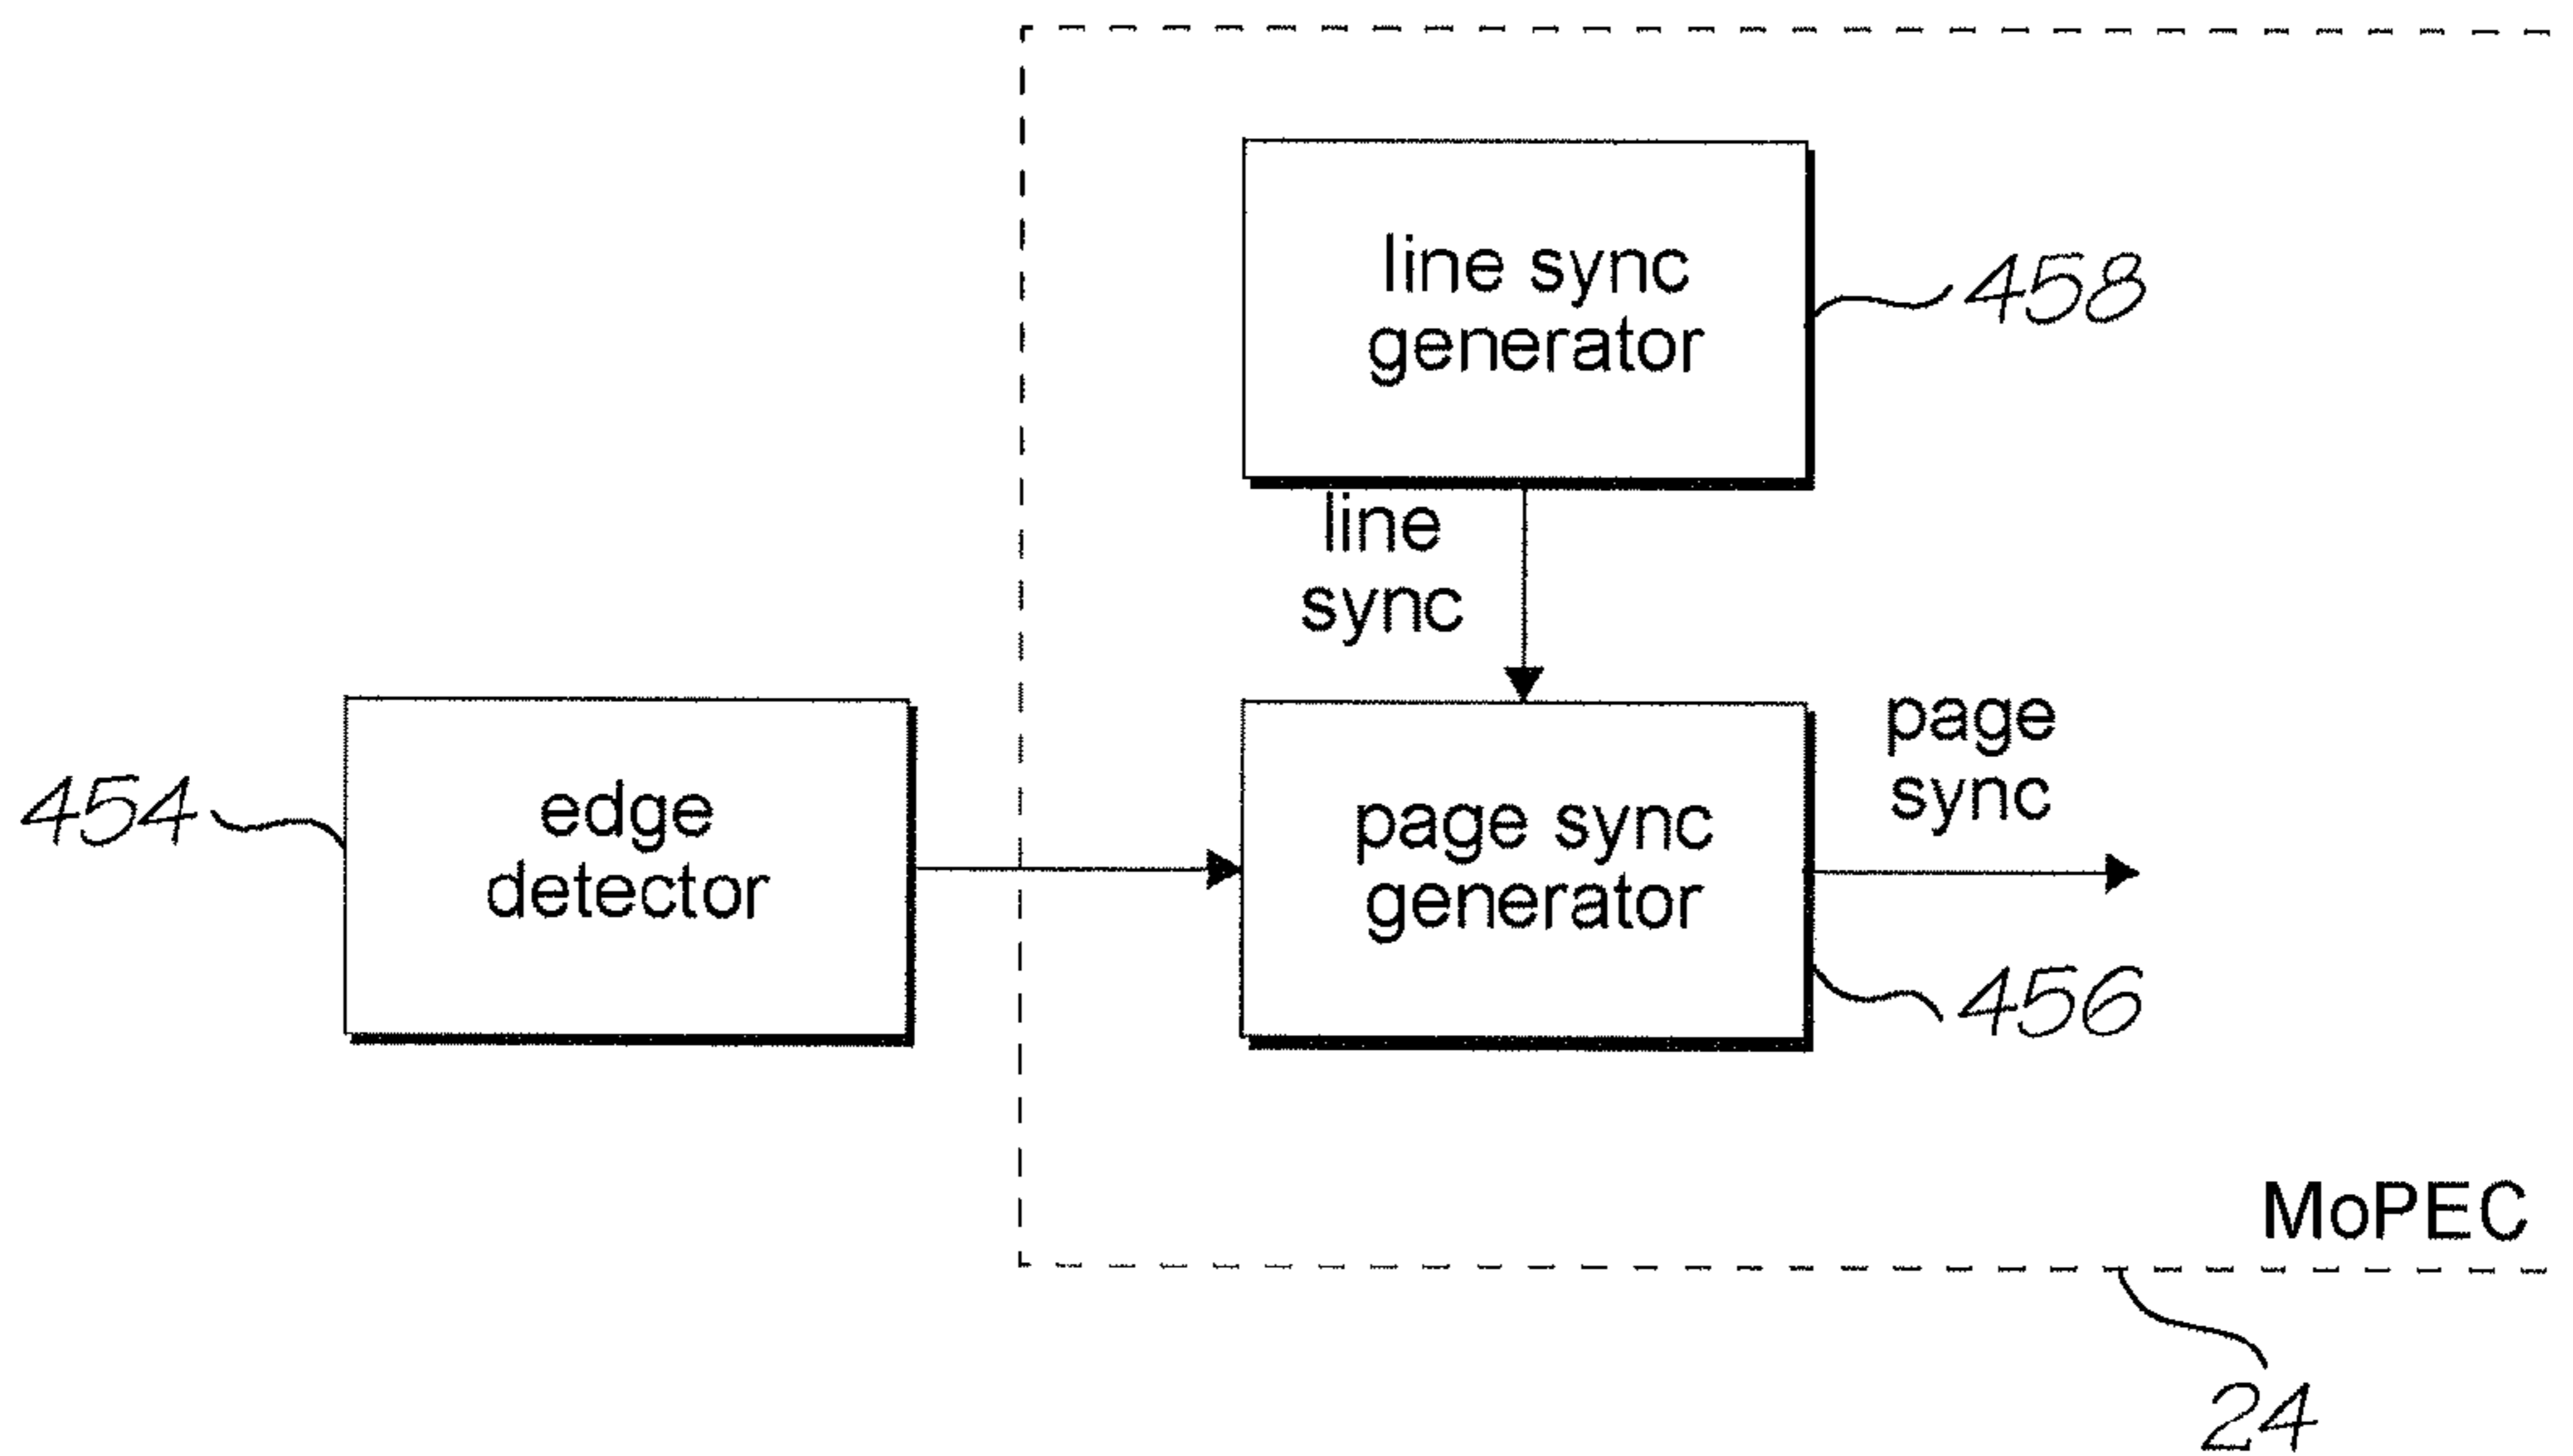 line sync
generator
458
line
sync
454
edge
detector
page sync
generator
page
sync
456
MoPEC
24